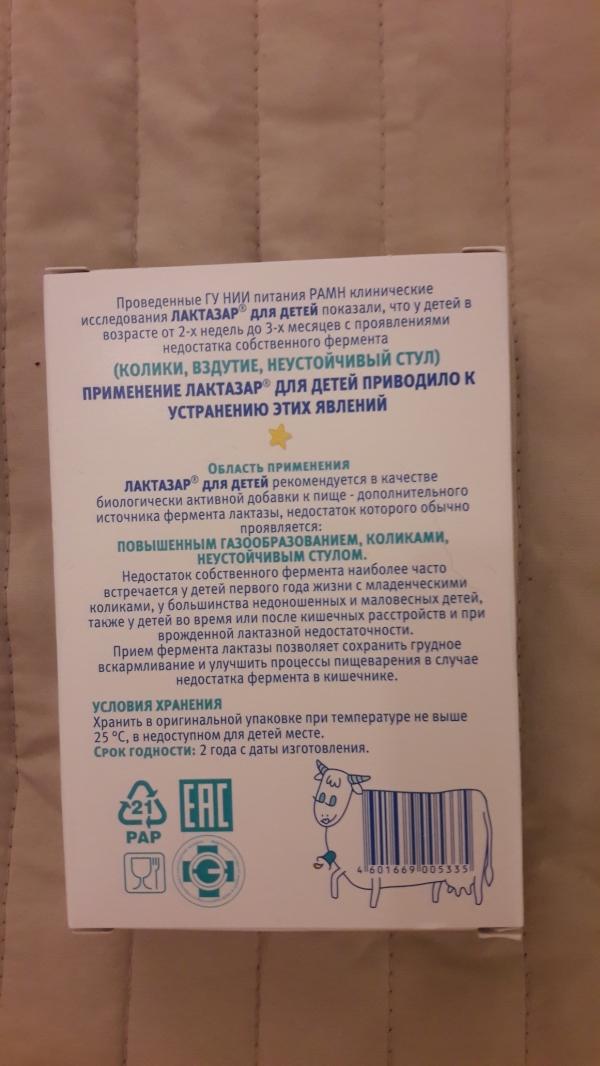 Проведенные ГУ НИИ питания РАМН клинические
исследования ЛАКТАЗАР® ДЛЯ ДЕТЕЙ показали, что у детей в
возрасте от 2-х недель до 3-х месяцев с проявлениями
недостатка собственного фермента
(КОЛИКИ, ВЗДУТИЕ, НЕУСТОЙЧИВЫЙ СТУЛ)
ПРИМЕНЕНИЕ ЛАКТАЗАР® ДЛЯ ДЕТЕЙ ПРИВОДИЛО К
УСТРАНЕНИЮ ЭТИХ ЯВЛЕНИЙ
ОБЛАСТЬ ПРИМЕНЕНИЯ
ЛАКТАЗАР® ДЛЯ ДЕТЕЙ рекомендуется в качестве
биологически активной добавки к пище - дополнительного
источника фермента лактазы, недостаток которого обычно
проявляется:
ПОВЫШЕННЫМ ГАЗООБРАЗОВАНИЕМ, КОЛИКАМИ,
НЕУСТОЙЧИВЫМ СТУЛОМ.
Недостаток собственного фермента наиболее часто
встречается у детей первого года жизни с младенческими
коликами, у большинства недоношенных и маловесных детей,
также у детей во время или после кишечных расстройств и при
врожденной лактазной недостаточности.
Прием фермента лактазы позволяет сохранить грудное
вскармливание и улучшить процессы пищеварения в случае
недостатка фермента в кишечнике.
УСЛОВИЯ ХРАНЕНИЯ
Хранить в оригинальной упаковке при температуре не выше
25 °C, в недоступном для детей месте.
СРОК ГОДНОСТИ: 2 года с даты изготовления.
21
PAP
EAC
4 601669 005335